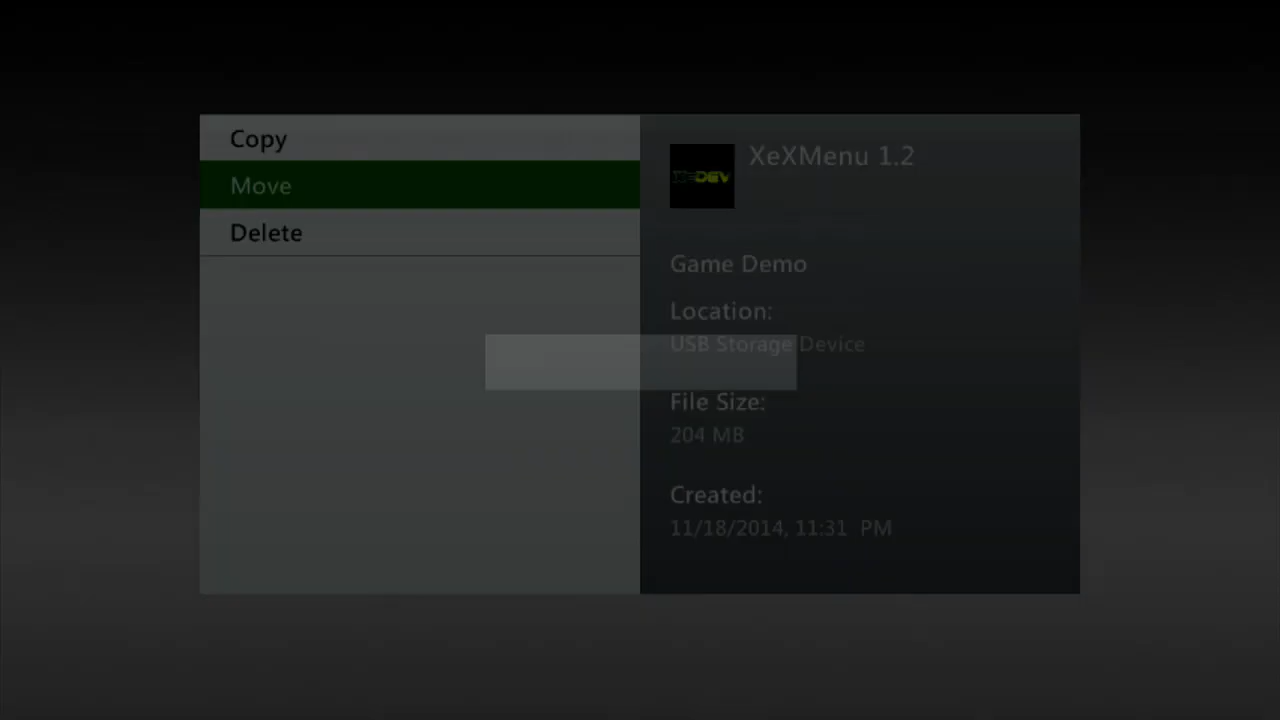 Copy
Move
Delete
XeXMenu 1.2
Game Demo
Location:
USB Storage Device
File Size:
204 MB
Created:
11/18/2014, 11:31 PM